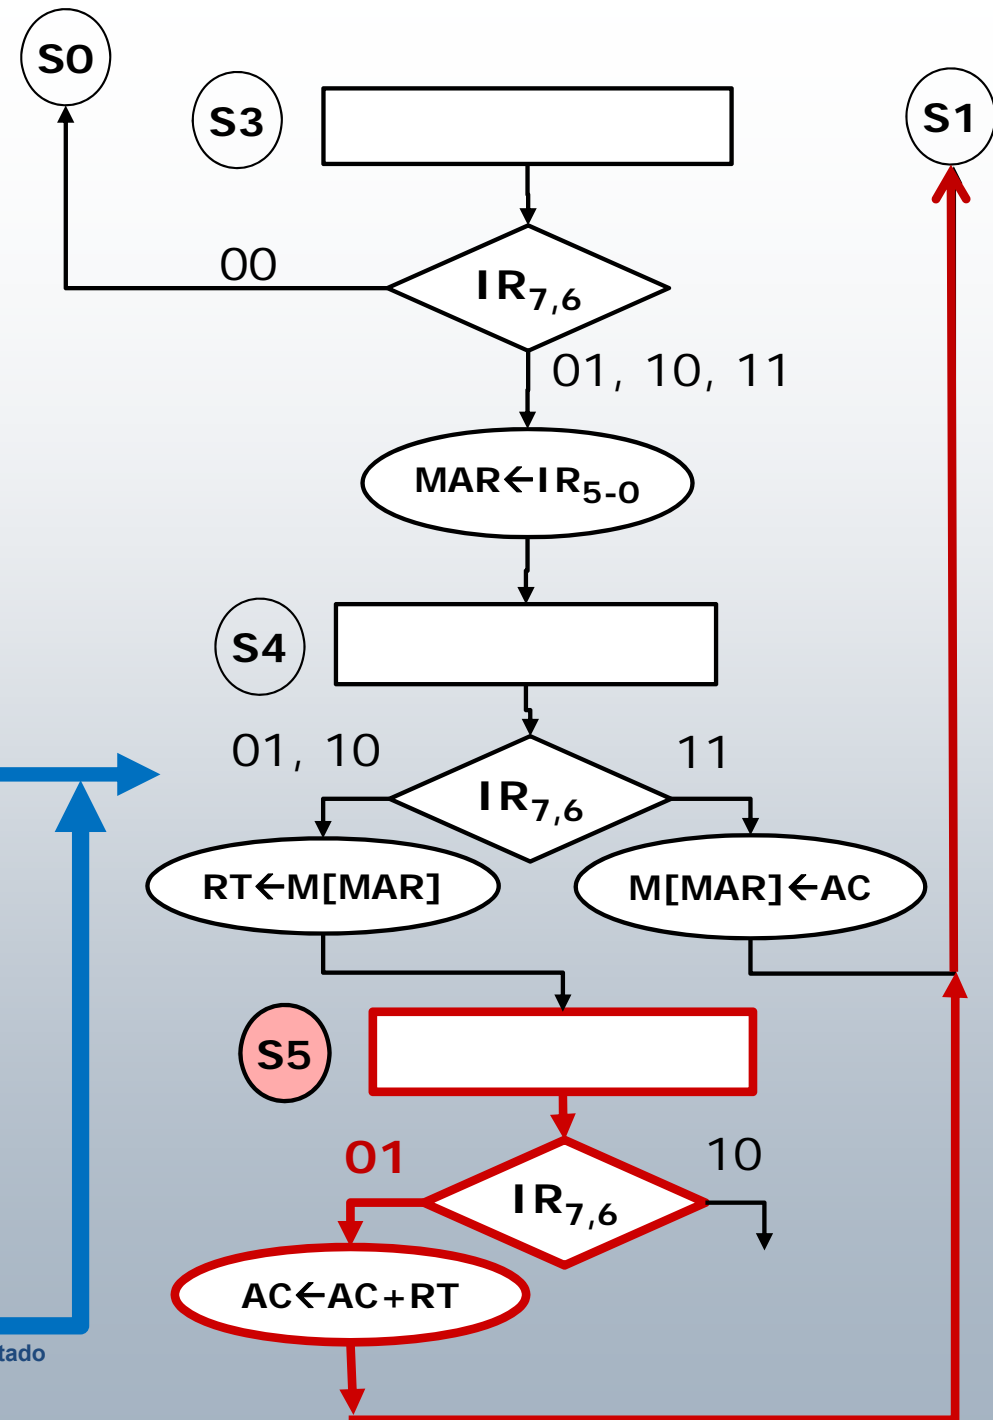 S0
S3
S1
00
IR7,6
01, 10, 11
MAR←IR5-0
S4
01, 10
11
IR7,6
RT←M[MAR]
M[MAR]←AC
S5
01
10
IR7,6
AC←AC+RT
tado